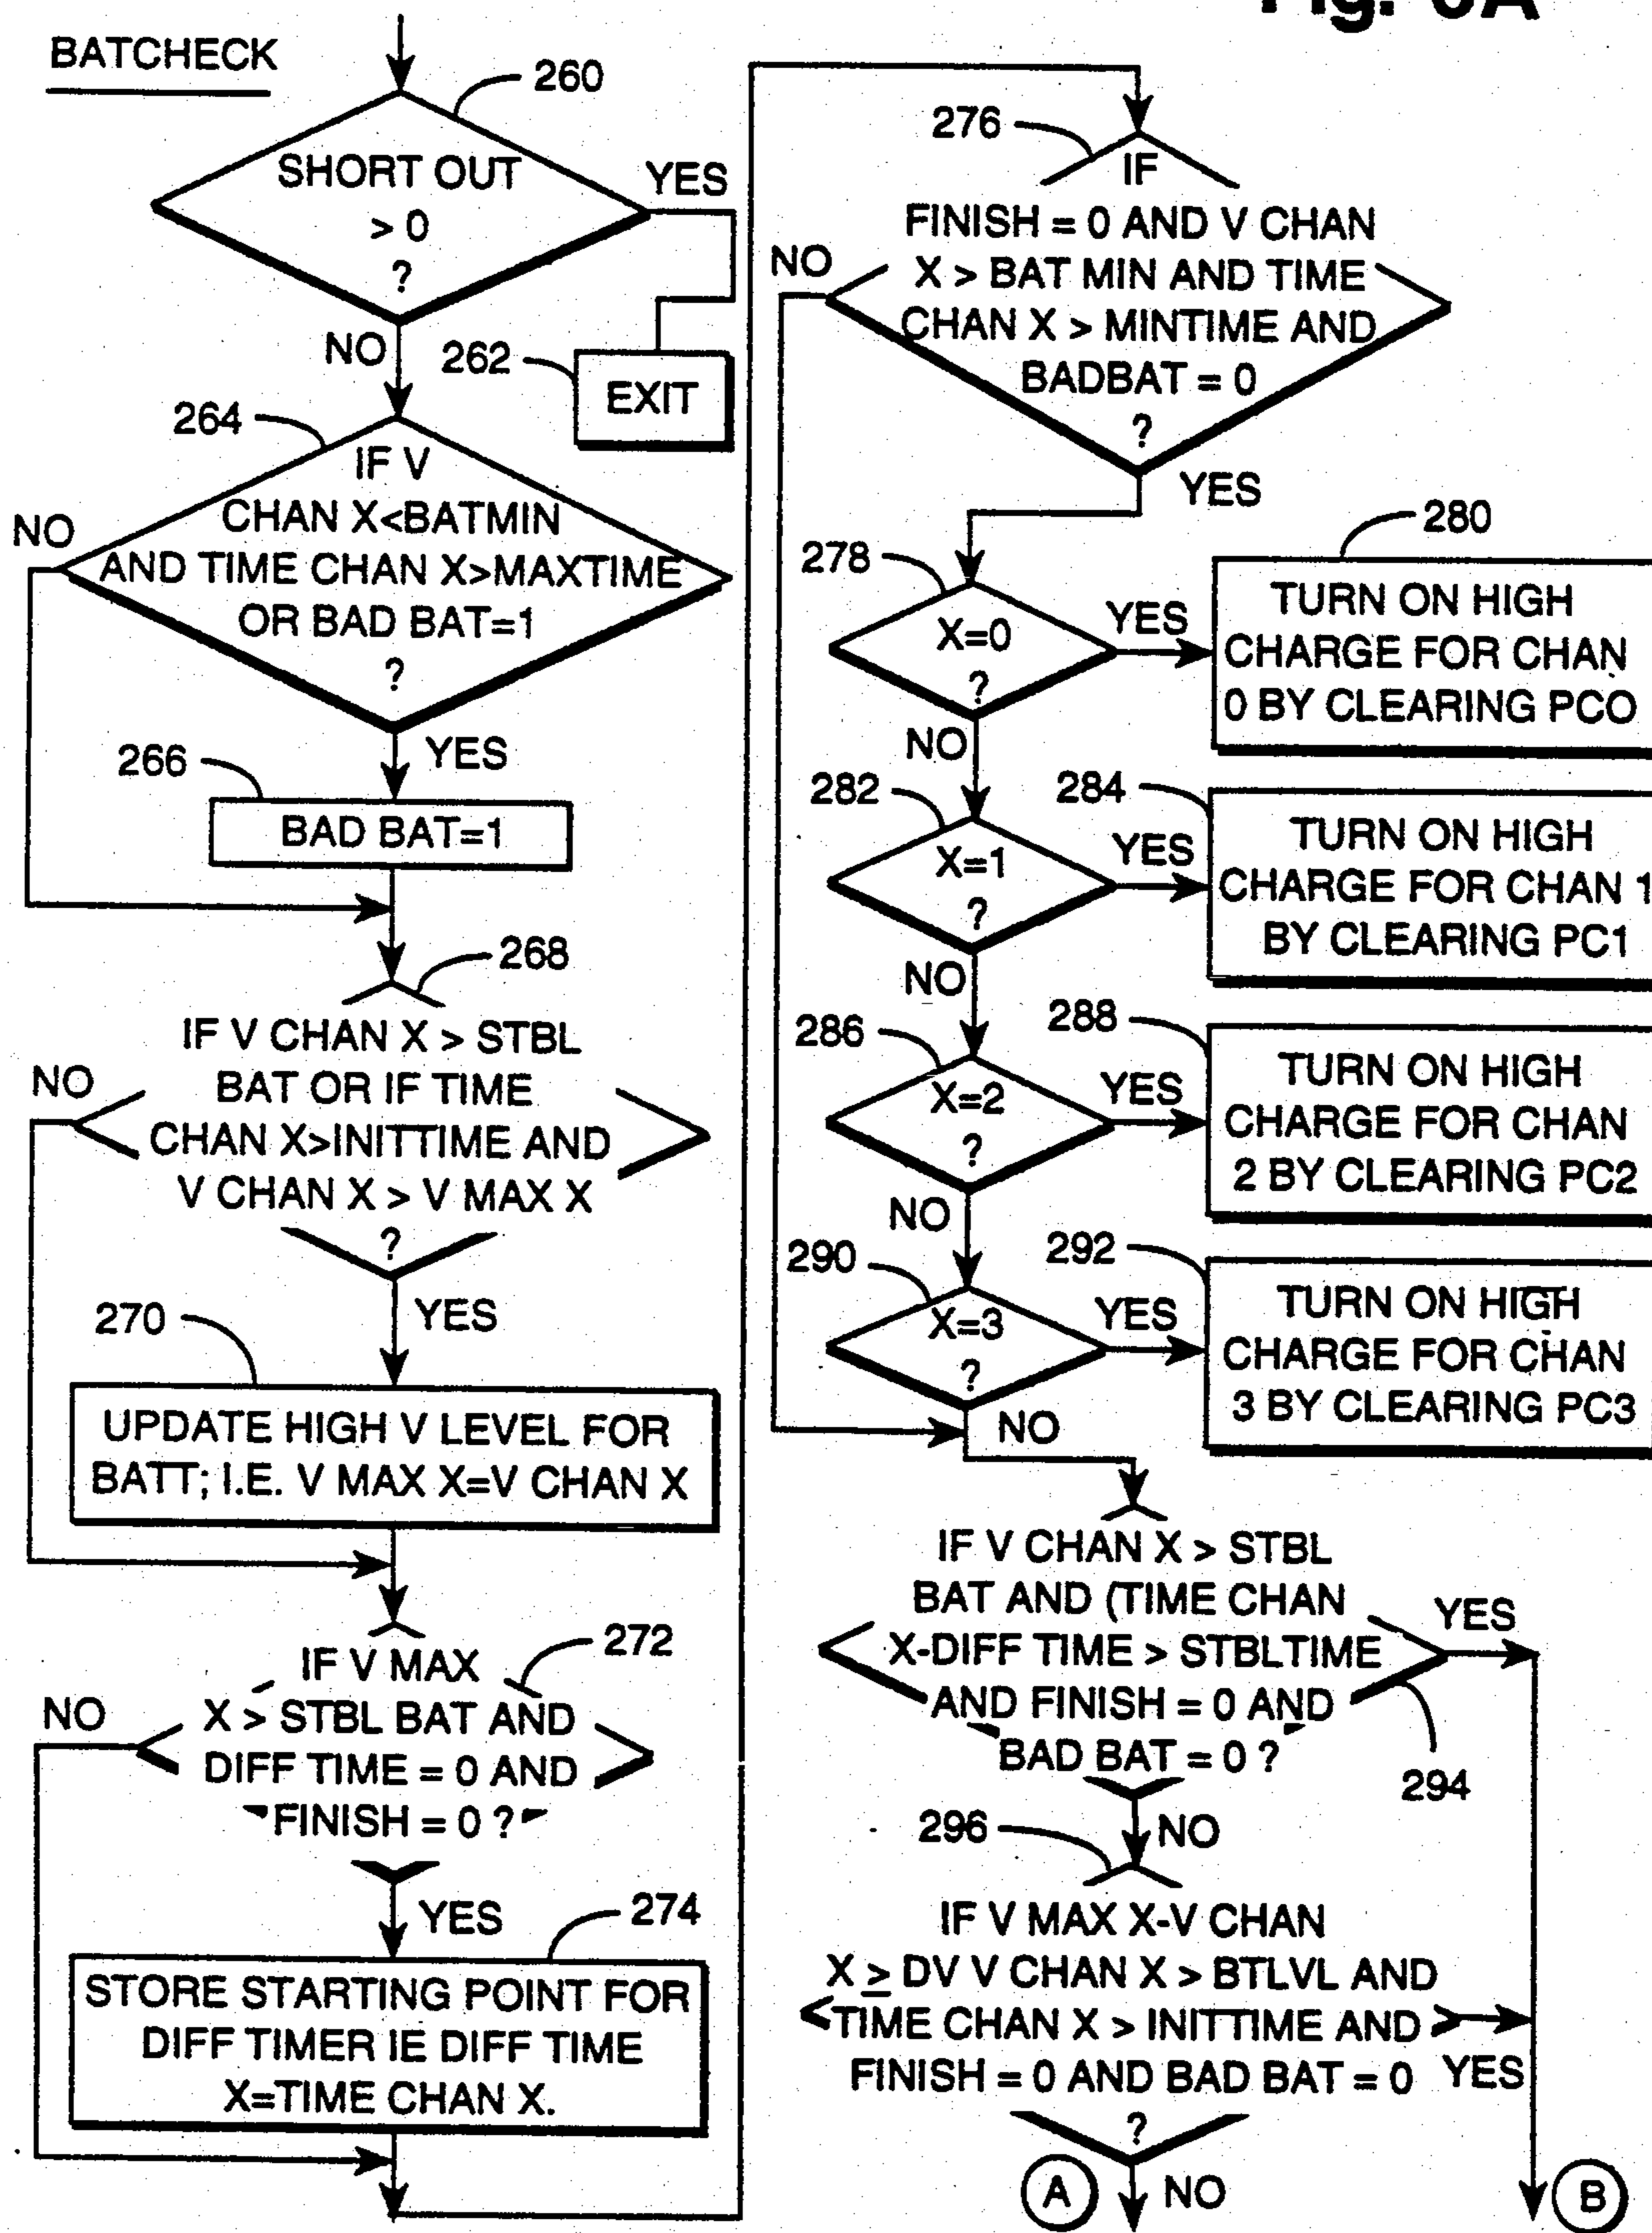 Fig. 6A
BATCHECK
260
SHORT OUT
> 0
?
YES
NO
262
EXIT
264
IF V
CHAN X<BATMIN
AND TIME CHAN X>MAXTIME
OR BAD BAT=1
?
NO
YES
266
BAD BAT=1
268
IF V CHAN X > STBL
BAT OR IF TIME
CHAN X>INITTIME AND
V CHAN X > V MAX X
?
NO
YES
270
UPDATE HIGH V LEVEL FOR
BATT; I.E. V MAX X=V CHAN X
272
IF V MAX
X > STBL BAT AND
DIFF TIME = 0 AND
FINISH = 0 ?
NO
YES
274
STORE STARTING POINT FOR
DIFF TIMER IE DIFF TIME
X=TIME CHAN X.
276
IF
FINISH = 0 AND V CHAN
X > BAT MIN AND TIME
CHAN X > MINTIME AND
BADBAT = 0
?
NO
YES
278
X=0
?
YES
NO
280
TURN ON HIGH
CHARGE FOR CHAN
0 BY CLEARING PCO
282
X=1
?
YES
NO
284
TURN ON HIGH
CHARGE FOR CHAN 1
BY CLEARING PC1
286
X=2
?
YES
NO
288
TURN ON HIGH
CHARGE FOR CHAN
2 BY CLEARING PC2
290
X=3
?
YES
NO
292
TURN ON HIGH
CHARGE FOR CHAN
3 BY CLEARING PC3
IF V CHAN X > STBL
BAT AND (TIME CHAN
X-DIFF TIME > STBLTIME
AND FINISH = 0 AND
BAD BAT = 0 ?
YES
294
NO
296
IF V MAX X-V CHAN
X ≥ DV V CHAN X > BTLVL AND
TIME CHAN X > INITTIME AND
FINISH = 0 AND BAD BAT = 0
?
YES
A
NO
B